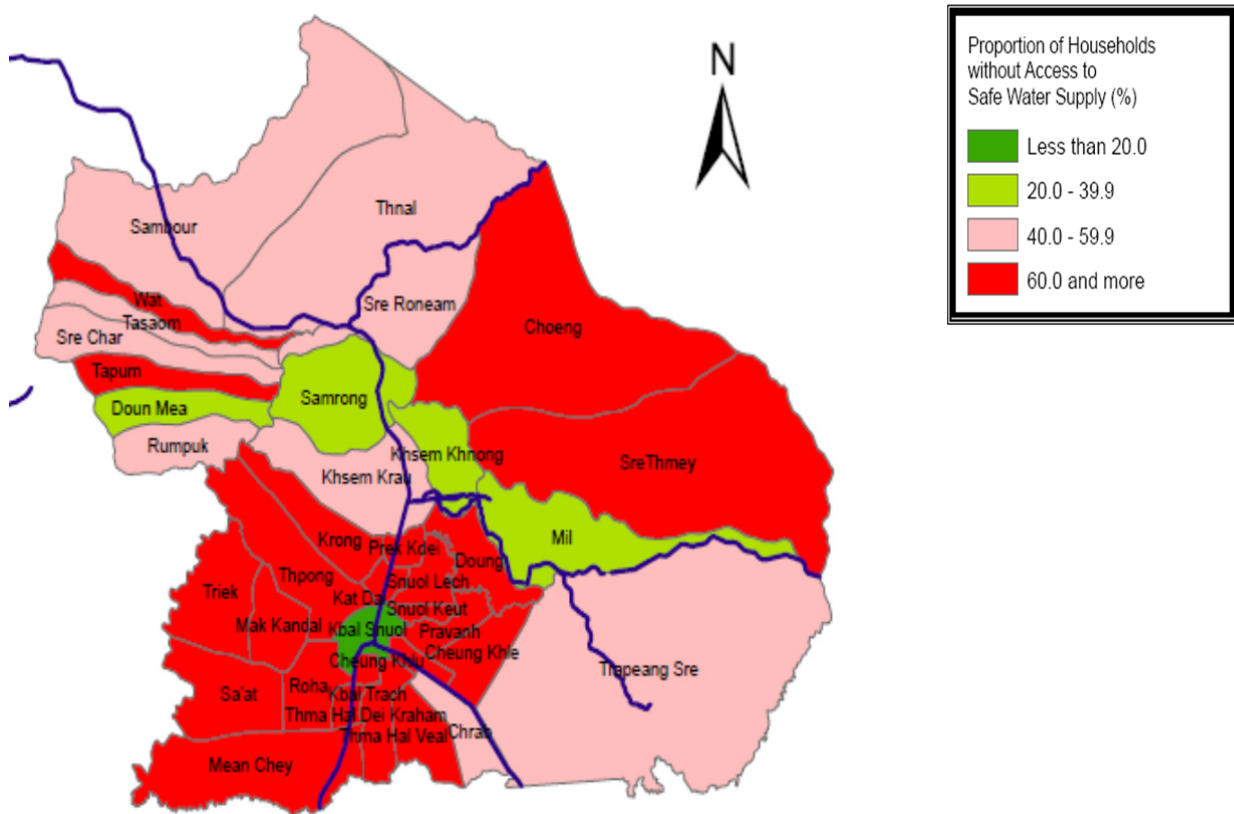 Proportion of Households
without Access to
Safe Water Supply (%)
Less than 20.0
20.0 - 39.9
40.0 - 59.9
60.0 and more
N
Thnal
Sambour
Wat
Sre Roneam
Tasaom
Choeng
Sre Char
Tapum
Samrong
Doun Mea
Rumpuk
Khsem Khnong
SreThmey
Khsem Krau
Mil
Krong
Prek Kdei
Doung
Thpong
Snuol Lech
Triek
Kat Dai
Snuol Keut
Mak Kandal
Kbal Snuol
Pravanh
Cheung Khle
Cheung Khlu
Trapeang Sre
Roha
Sa'at
Kbal Trach
Thma Hal Dei Kraham
Chrab
Thma Hal Veal
Mean Chey